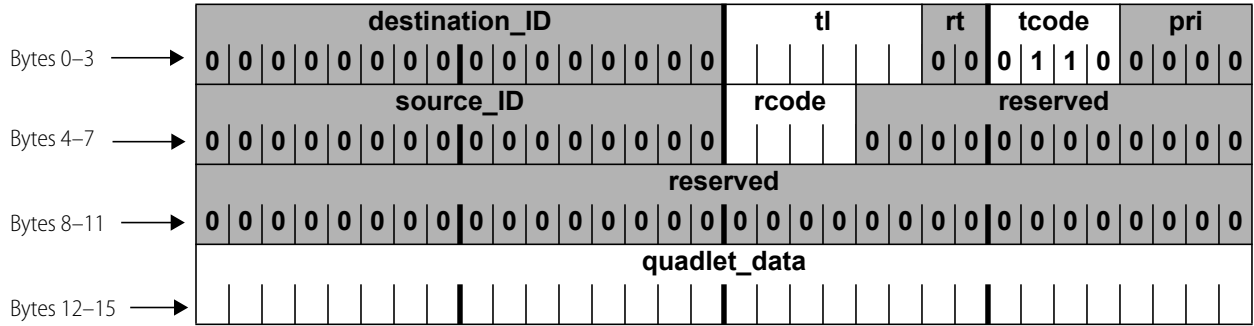 destination_ID tl rt tcode pri
Bytes 0–3 0 0 0 0 0 0 0 0 0 0 0 0 0 0 0 0 0 0 0 1 1 0 0 0 0 0
source_ID rcode reserved
Bytes 4–7 0 0 0 0 0 0 0 0 0 0 0 0 0 0 0 0 0 0 0 0 0 0 0 0 0 0 0 0
reserved
Bytes 8–11 0 0 0 0 0 0 0 0 0 0 0 0 0 0 0 0 0 0 0 0 0 0 0 0 0 0 0 0 0 0 0 0
quadlet_data
Bytes 12–15